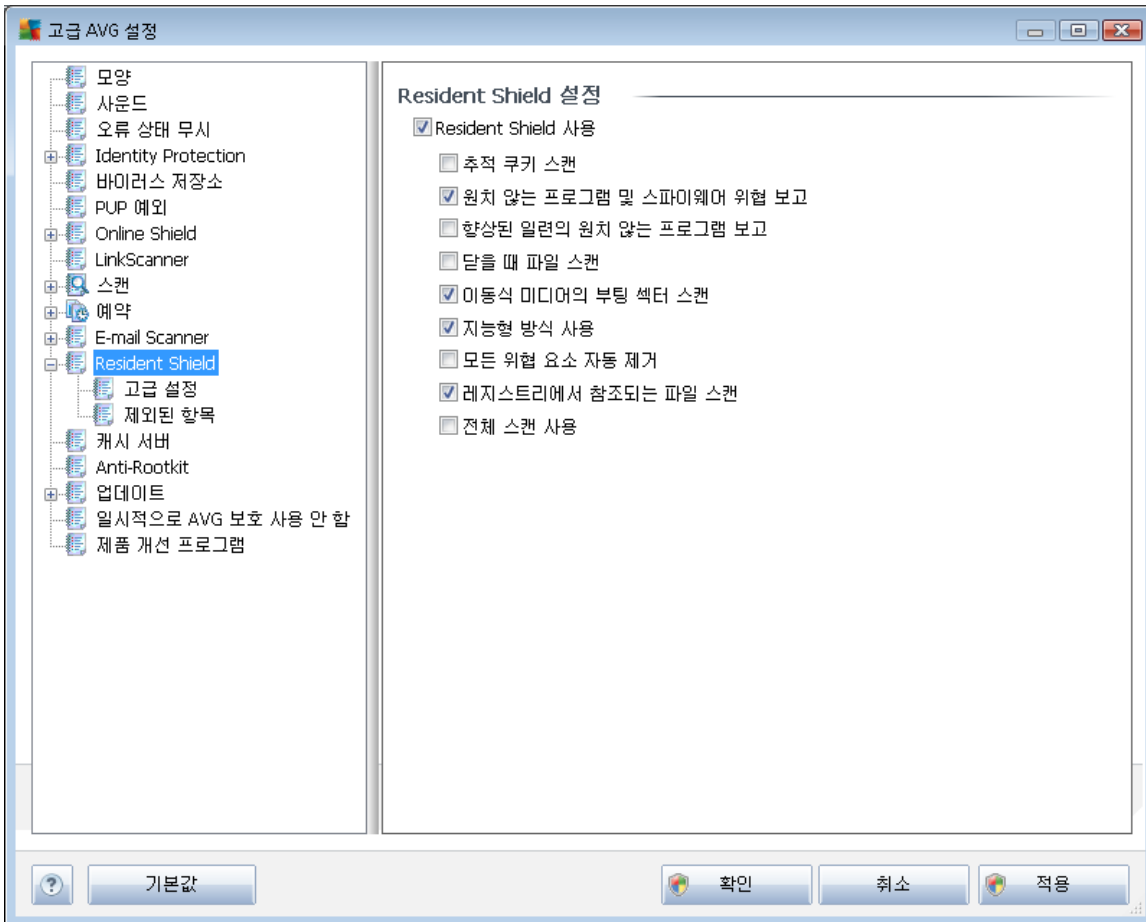 고급 AVG 설정
모양
사운드
오류 상태 무시
Identity Protection
바이러스 저장소
PUP 예외
Online Shield
LinkScanner
스캔
예약
E-mail Scanner
Resident Shield
고급 설정
제외된 항목
캐시 서버
Anti-Rootkit
업데이트
일시적으로 AVG 보호 사용 안 함
제품 개선 프로그램
Resident Shield 설정
Resident Shield 사용
추적 쿠키 스캔
원치 않는 프로그램 및 스파이웨어 위협 보고
향상된 일련의 원치 않는 프로그램 보고
닫을 때 파일 스캔
이동식 미디어의 부팅 섹터 스캔
지능형 방식 사용
모든 위협 요소 자동 제거
레지스트리에서 참조되는 파일 스캔
전체 스캔 사용
?
기본값
확인
취소
적용